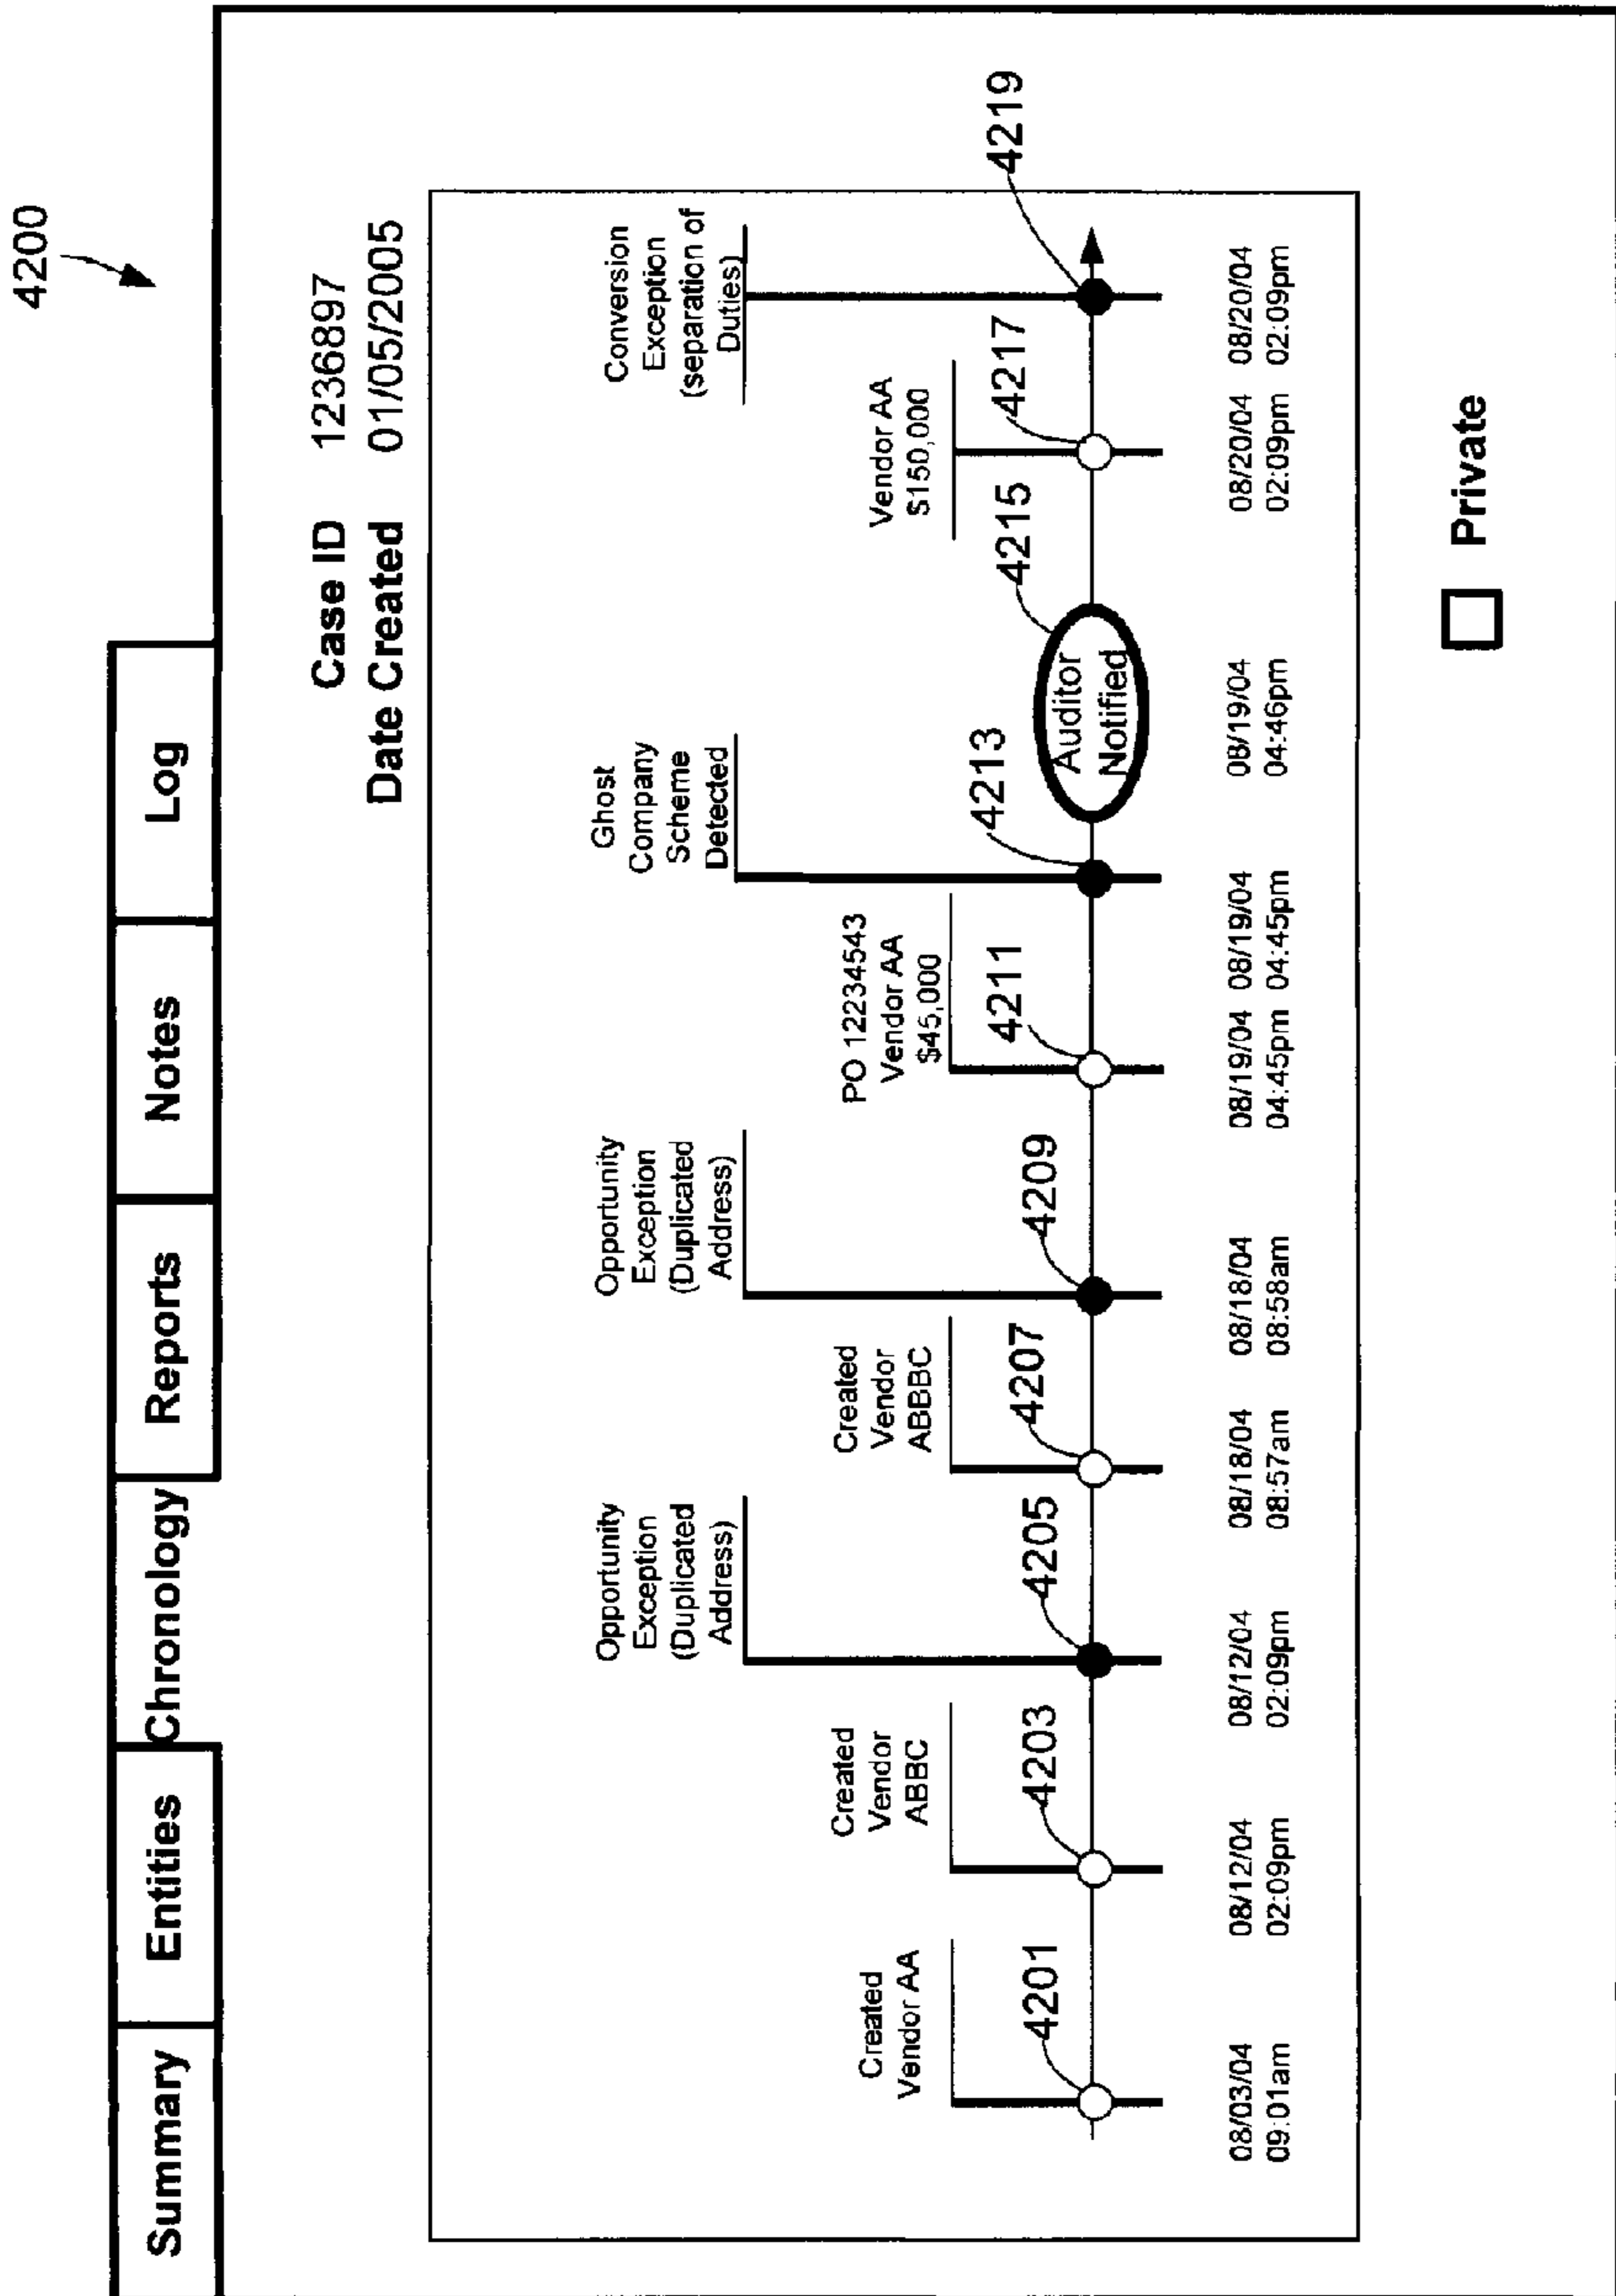 4200
Summary
Entities
Chronology
Reports
Notes
Log
Case ID 1236897
Date Created 01/05/2005
Created
Vendor AA
4201
08/03/04
09:01am
Created
Vendor
ABBC
4203
08/12/04
02:09pm
Opportunity
Exception
(Duplicated
Address)
4205
08/12/04
02:09pm
Created
Vendor
ABBBC
4207
08/18/04
08:57am
Opportunity
Exception
(Duplicated
Address)
4209
08/18/04
08:58am
PO 12234543
Vendor AA
$45,000
4211
08/19/04
04:45pm
Ghost
Company
Scheme
Detected
4213
08/19/04
04:45pm
Auditor
Notified
4215
08/19/04
04:46pm
Vendor AA
$150,000
4217
08/20/04
02:09pm
Conversion
Exception
(separation of
Duties)
4219
08/20/04
02:09pm
Private